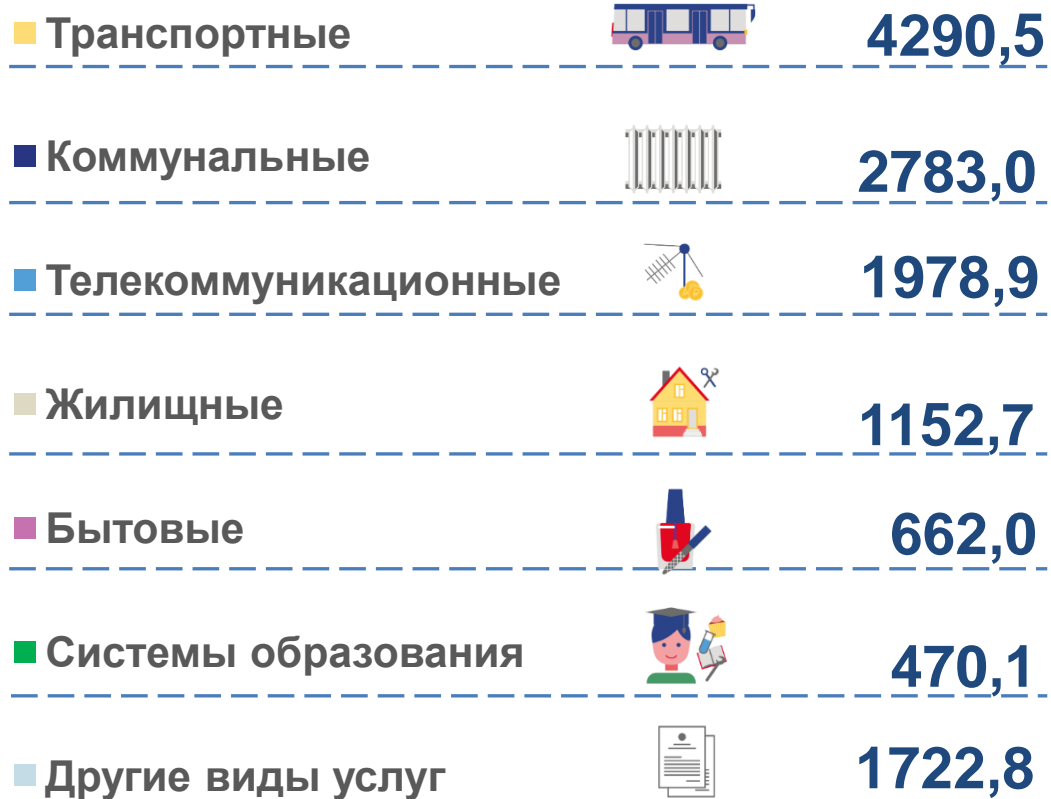 Транспортные 4290,5
Коммунальные 2783,0
Телекоммуникационные 1978,9
Жилищные 1152,7
Бытовые 662,0
Системы образования 470,1
Другие виды услуг 1722,8